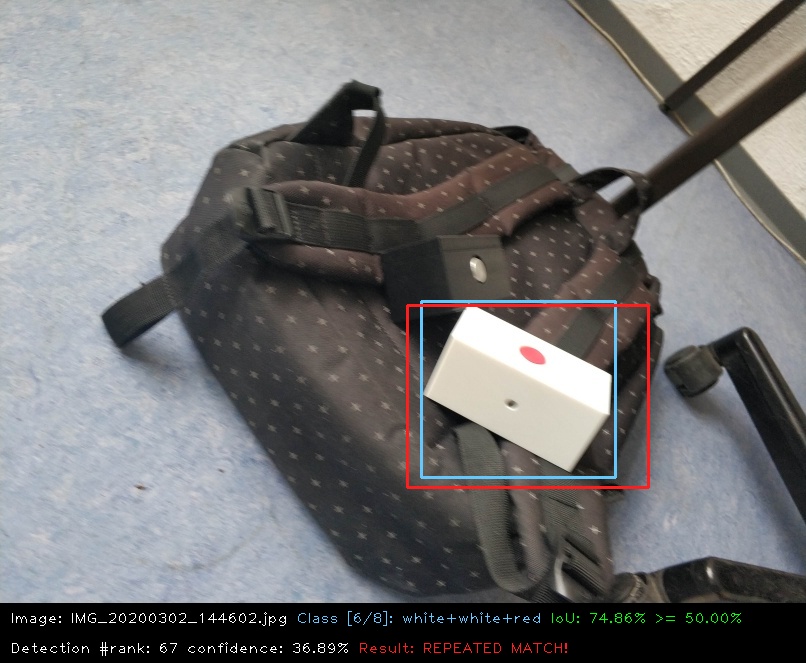 Image: IMG_20200302_144602.jpg Class [6/8]: white+white+red IoU: 74.86% >= 50.00%
Detection #rank: 67 confidence: 36.89% Result: REPEATED MATCH!